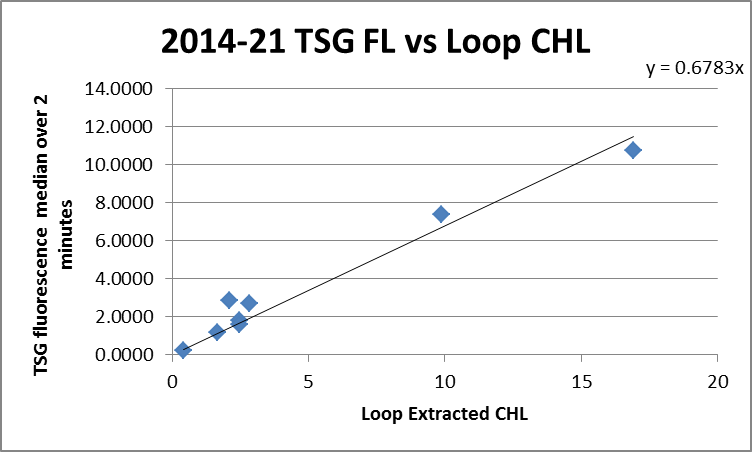 2014-21 TSG FL vs Loop CHL
y = 0.6783x
TSG fluorescence median over 2
minutes
14.0000
12.0000
10.0000
8.0000
6.0000
4.0000
2.0000
0.0000
0 5 10 15 20
Loop Extracted CHL